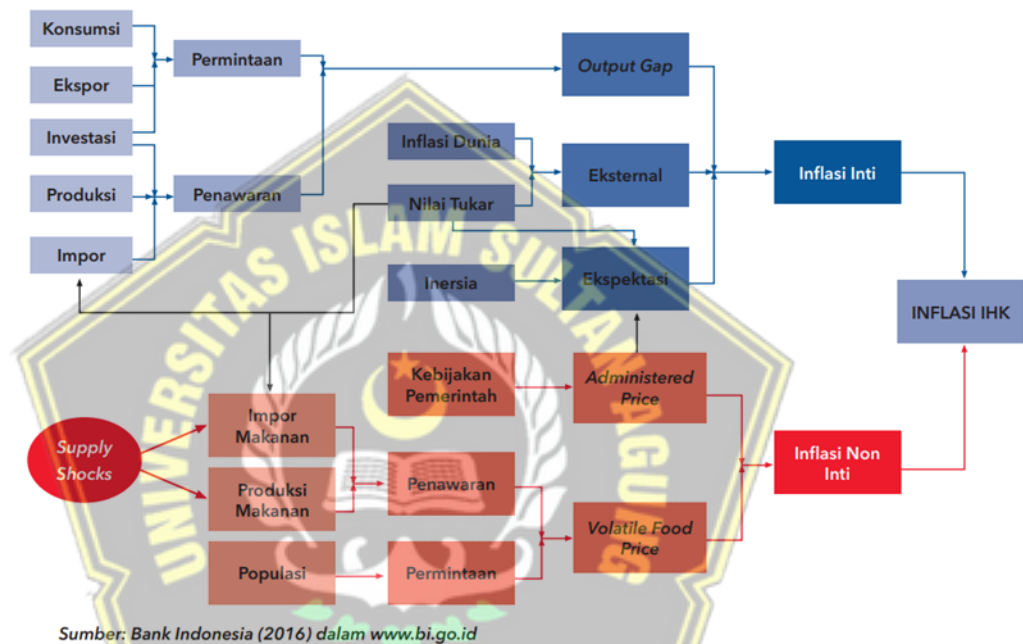 Konsumsi
Permintaan
Ekspor
Output Gap
Investasi
Inflasi Dunia
Produksi
Penawaran
Nilai Tukar
Eksternal
Inflasi Inti
Impor
Inersia
Ekspektasi
INFLASI IHK
Kebijakan
Pemerintah
Administered
Price
Supply
Shocks
Impor
Makanan
Produksi
Makanan
Penawaran
Inflasi Non
Inti
Volatile Food
Price
Populasi
Permintaan
UNIVERSITAS ISLAM SULTAN AGUNG
Sumber: Bank Indonesia (2016) dalam www.bi.go.id